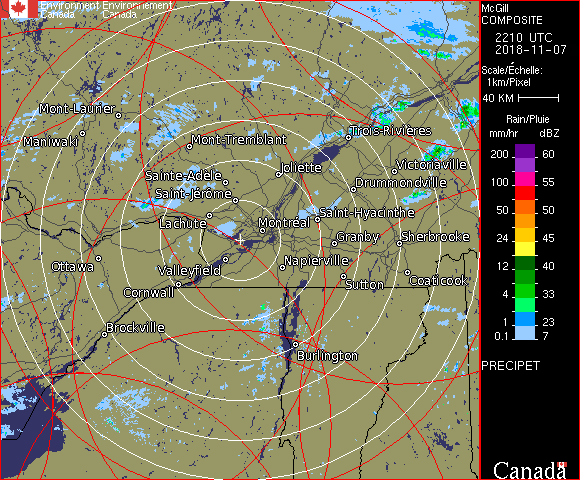 Environment Environnement
Canada Canada
McGill
COMPOSITE
2210 UTC
2018-11-07
Scale/Échelle:
1km/Pixel
40 KM
Rain/Pluie
mm/hr dBZ
200 60
100 55
50 50
24 45
12 40
4 33
1 23
0.1 7
PRECIPET
Canada
Mont-Laurier
Maniwaki
Mont-Tremblant
Trois-Rivières
Joliette
Victoriaville
Sainte-Adèle
Drummondville
Saint-Jérôme
Lachute
Saint-Hyacinthe
Montréal
Granby
Sherbrooke
Ottawa
Valleyfield
Napierville
Cornwall
Sutton
Coaticook
Brockville
Burlington